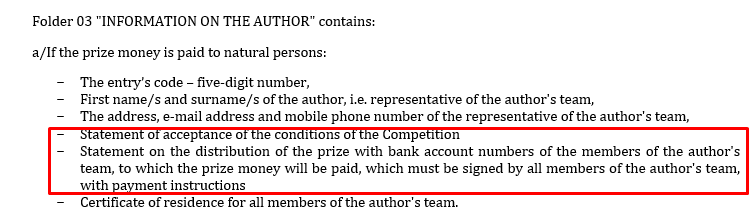 Folder 03 "INFORMATION ON THE AUTHOR" contains:
a/If the prize money is paid to natural persons:
– The entry's code – five-digit number,
– First name/s and surname/s of the author, i.e. representative of the author's team,
– The address, e-mail address and mobile phone number of the representative of the author's team,
– Statement of acceptance of the conditions of the Competition
– Statement on the distribution of the prize with bank account numbers of the members of the author's
team, to which the prize money will be paid, which must be signed by all members of the author's team,
with payment instructions
– Certificate of residence for all members of the author's team.